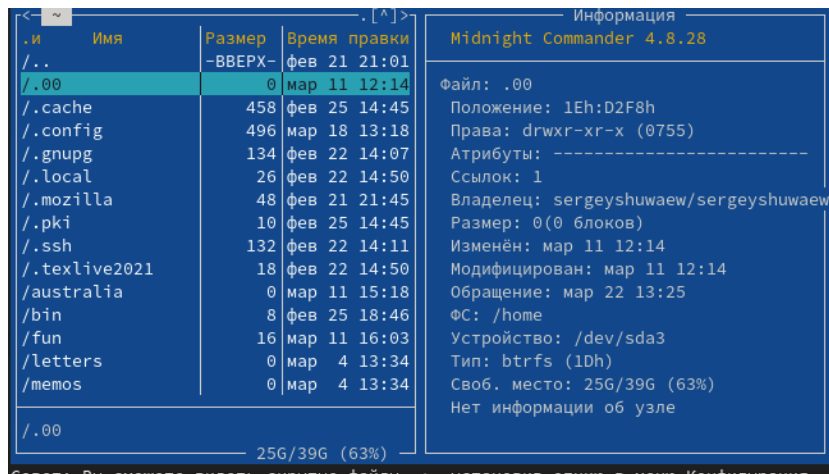 <— ~ .[^]>
.и Имя Размер Время правки
/.. -ВВЕРХ- фев 21 21:01
/.00 0 мар 11 12:14
/.cache 458 фев 25 14:45
/.config 496 мар 18 13:18
/.gnupg 134 фев 22 14:07
/.local 26 фев 22 14:50
/.mozilla 48 фев 21 21:45
/.pki 10 фев 25 14:45
/.ssh 132 фев 22 14:11
/.texlive2021 18 фев 22 14:50
/australia 0 мар 11 15:18
/bin 8 фев 25 18:46
/fun 16 мар 11 16:03
/letters 0 мар 4 13:34
/memos 0 мар 4 13:34
/.00
25G/39G (63%)
Информация
Midnight Commander 4.8.28
Файл: .00
Положение: 1Eh:D2F8h
Права: drwxr-xr-x (0755)
Атрибуты: -------------------------
Ссылок: 1
Владелец: sergeyshuwaew/sergeyshuwaew
Размер: 0(0 блоков)
Изменён: мар 11 12:14
Модифицирован: мар 11 12:14
Обращение: мар 22 13:25
ФС: /home
Устройство: /dev/sda3
Тип: btrfs (1Dh)
Своб. место: 25G/39G (63%)
Нет информации об узле